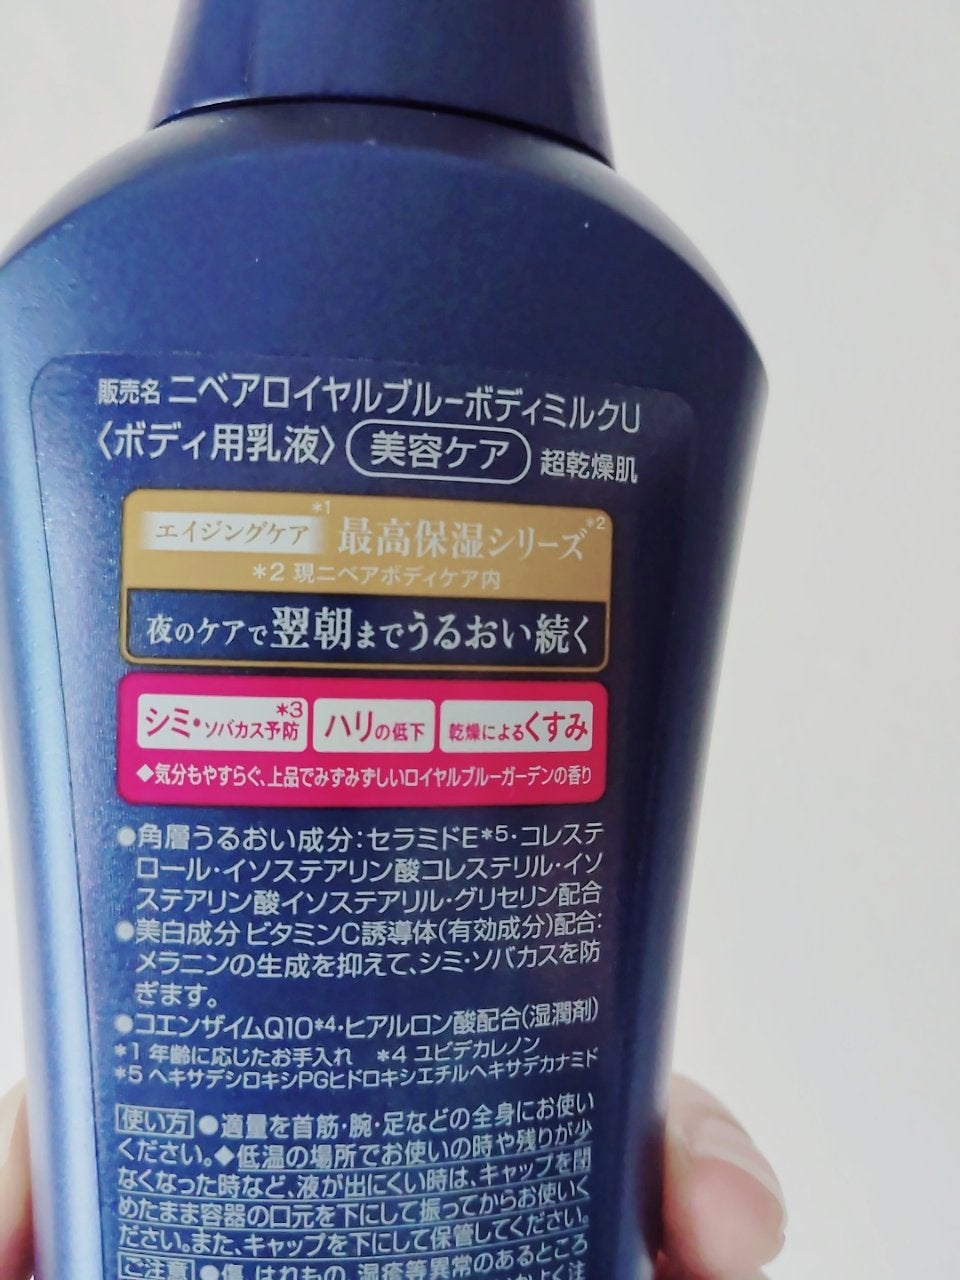 販売名 ニベアロイヤルブルーボディミルクU
〈ボディ用乳液〉 美容ケア 超乾燥肌
エイジングケア*1 最高保湿シリーズ*2
*2 現ニベアボディケア内
夜のケアで翌朝までうるおい続く
シミ・ソバカス予防*3 ハリの低下 乾燥によるくすみ
◆気分もやすらぐ、上品でみずみずしいロイヤルブルーガーデンの香り
●角層うるおい成分:セラミドE*5・コレステ
ロール・イソステアリン酸コレステリル・イソ
ステアリン酸イソステアリル・グリセリン配合
●美白成分 ビタミンC誘導体(有効成分)配合:
メラニンの生成を抑えて、シミ・ソバカスを防
ぎます。
●コエンザイムQ10*4・ヒアルロン酸配合(湿潤剤)
*1 年齢に応じたお手入れ *4 ユビデカレノン
*5 ヘキサデシロキシPGヒドロキシエチルヘキサデカナミド
使い方 ●適量を首筋・腕・足などの全身にお使い
ください。◆低温の場所でお使いの時や残りが少
なくなった時など、液が出にくい時は、キャップを閉
めたまま容器の口元を下にして振ってからお使いく
ださい。また、キャップを下にして保管してください。
ご注意 ●傷、はれもの、湿疹等異常のあるところ